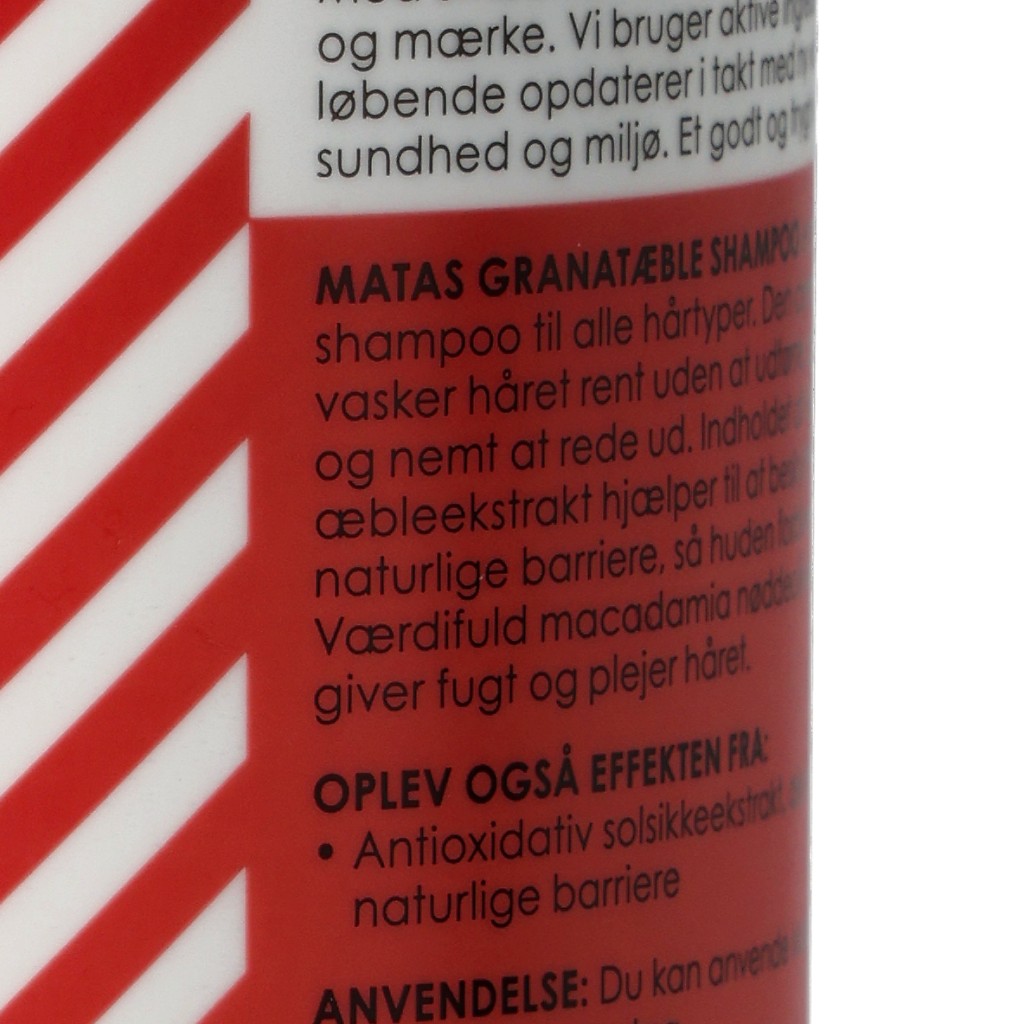 og mærke. Vi bruger aktive
løbende opdaterer i takt med
sundhed og miljø. Et godt og
MATAS GRANATÆBLE SHAMPOO
shampoo til alle hårtyper. Den
vasker håret rent uden at
og nemt at rede ud. Indholdet
æbleekstrakt hjælper til at
naturlige barriere, så huden
Værdifuld macadamia
giver fugt og plejer håret.
OPLEV OGSÅ EFFEKTEN FRA:
• Antioxidativ solsikkeekstrakt,
naturlige barriere
ANVENDELSE: Du kan anvende